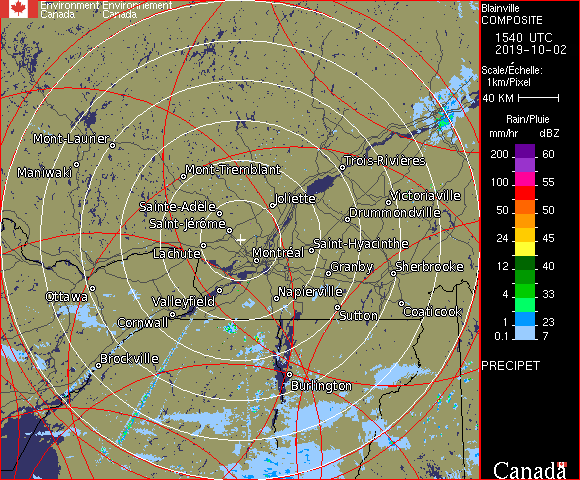 Environment Environnement
Canada Canada
Blainville
COMPOSITE
1540 UTC
2019-10-02
Scale/Échelle:
1km/Pixel
40 KM
Rain/Pluie
mm/hr dBZ
200 60
100 55
50 50
24 45
12 40
4 33
1 23
0.1 7
PRECIPET
Canada
Mont-Laurier
Maniwaki
Mont-Tremblant
Trois-Rivières
Joliette
Victoriaville
Sainte-Adèle
Drummondville
Saint-Jérôme
Saint-Hyacinthe
Lachute
Montréal
Granby
Sherbrooke
Ottawa
Valleyfield
Napierville
Cornwall
Sutton
Coaticook
Brockville
Burlington